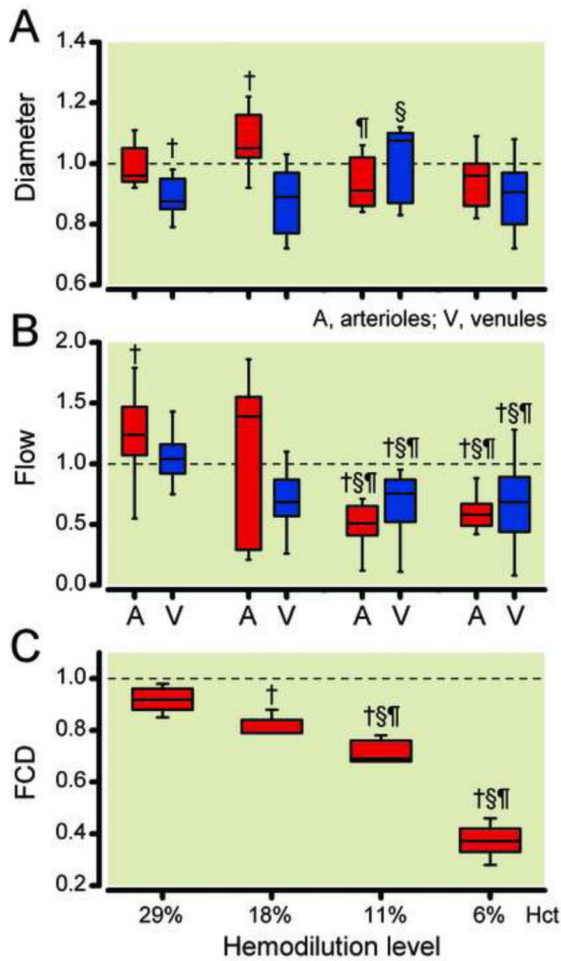 A
1.4
1.2
1.0
0.8
0.6
Diameter
†
†
¶
§
A, arterioles; V, venules
B
2.0
1.5
1.0
0.5
0.0
Flow
†
†§¶
†§¶
†§¶
†§¶
A V A V A V A V
C
1.0
0.8
0.6
0.4
0.2
FCD
†
†§¶
†§¶
29% 18% 11% 6% Hct
Hemodilution level